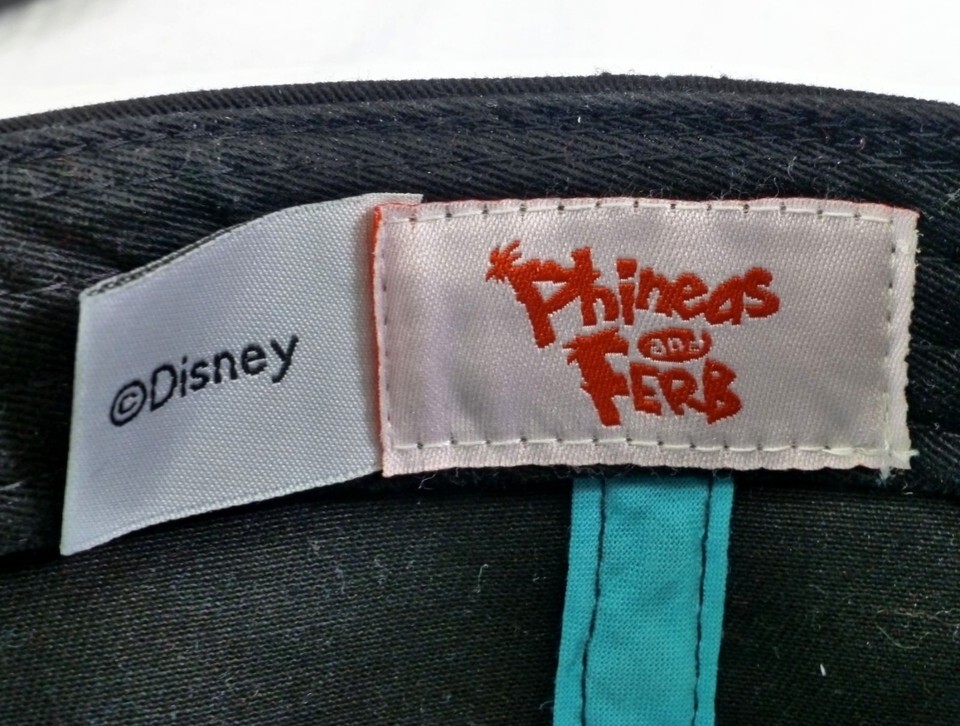 ©Disney
Phineas
and
FERB